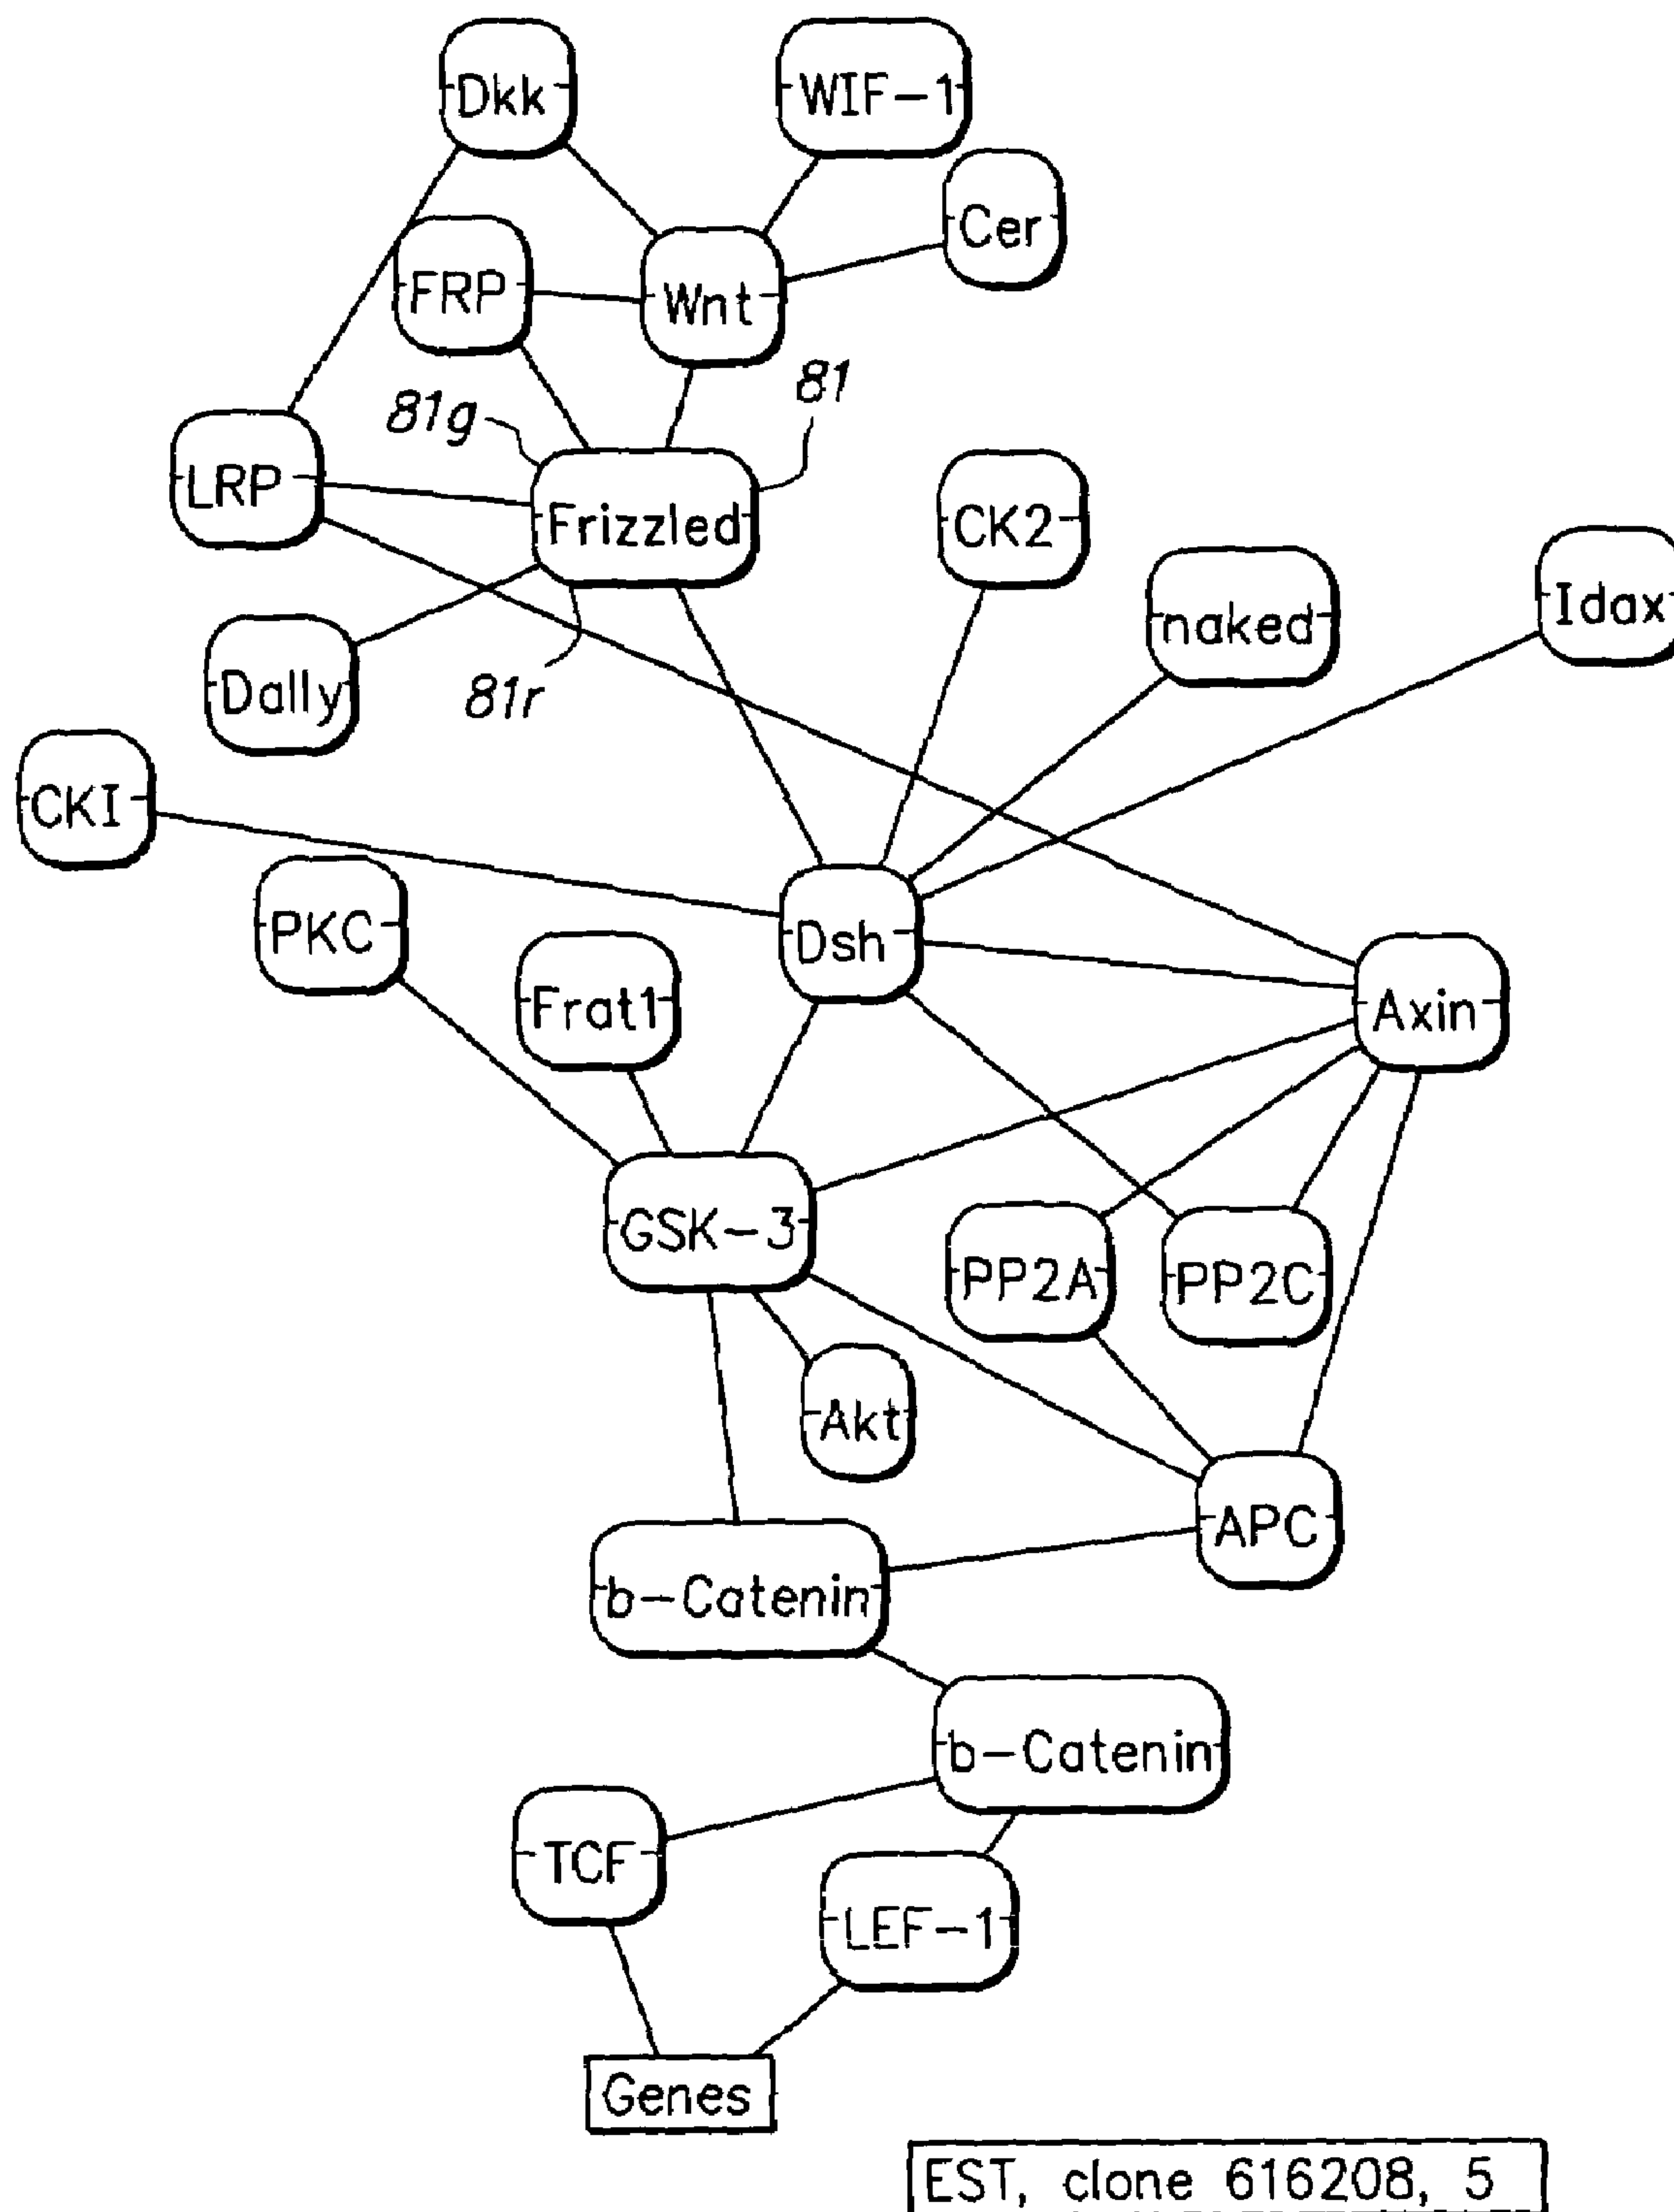 Dkk
WIF-1
Cer
FRP
Wnt
81
81g
LRP
Frizzled
CK2
naked
Idax
Dally
81r
CKI
PKC
Dsh
Frat1
Axin
GSK-3
PP2A
PP2C
Akt
APC
b-Catenin
b-Catenin
TCF
LEF-1
Genes
EST, clone 616208, 5